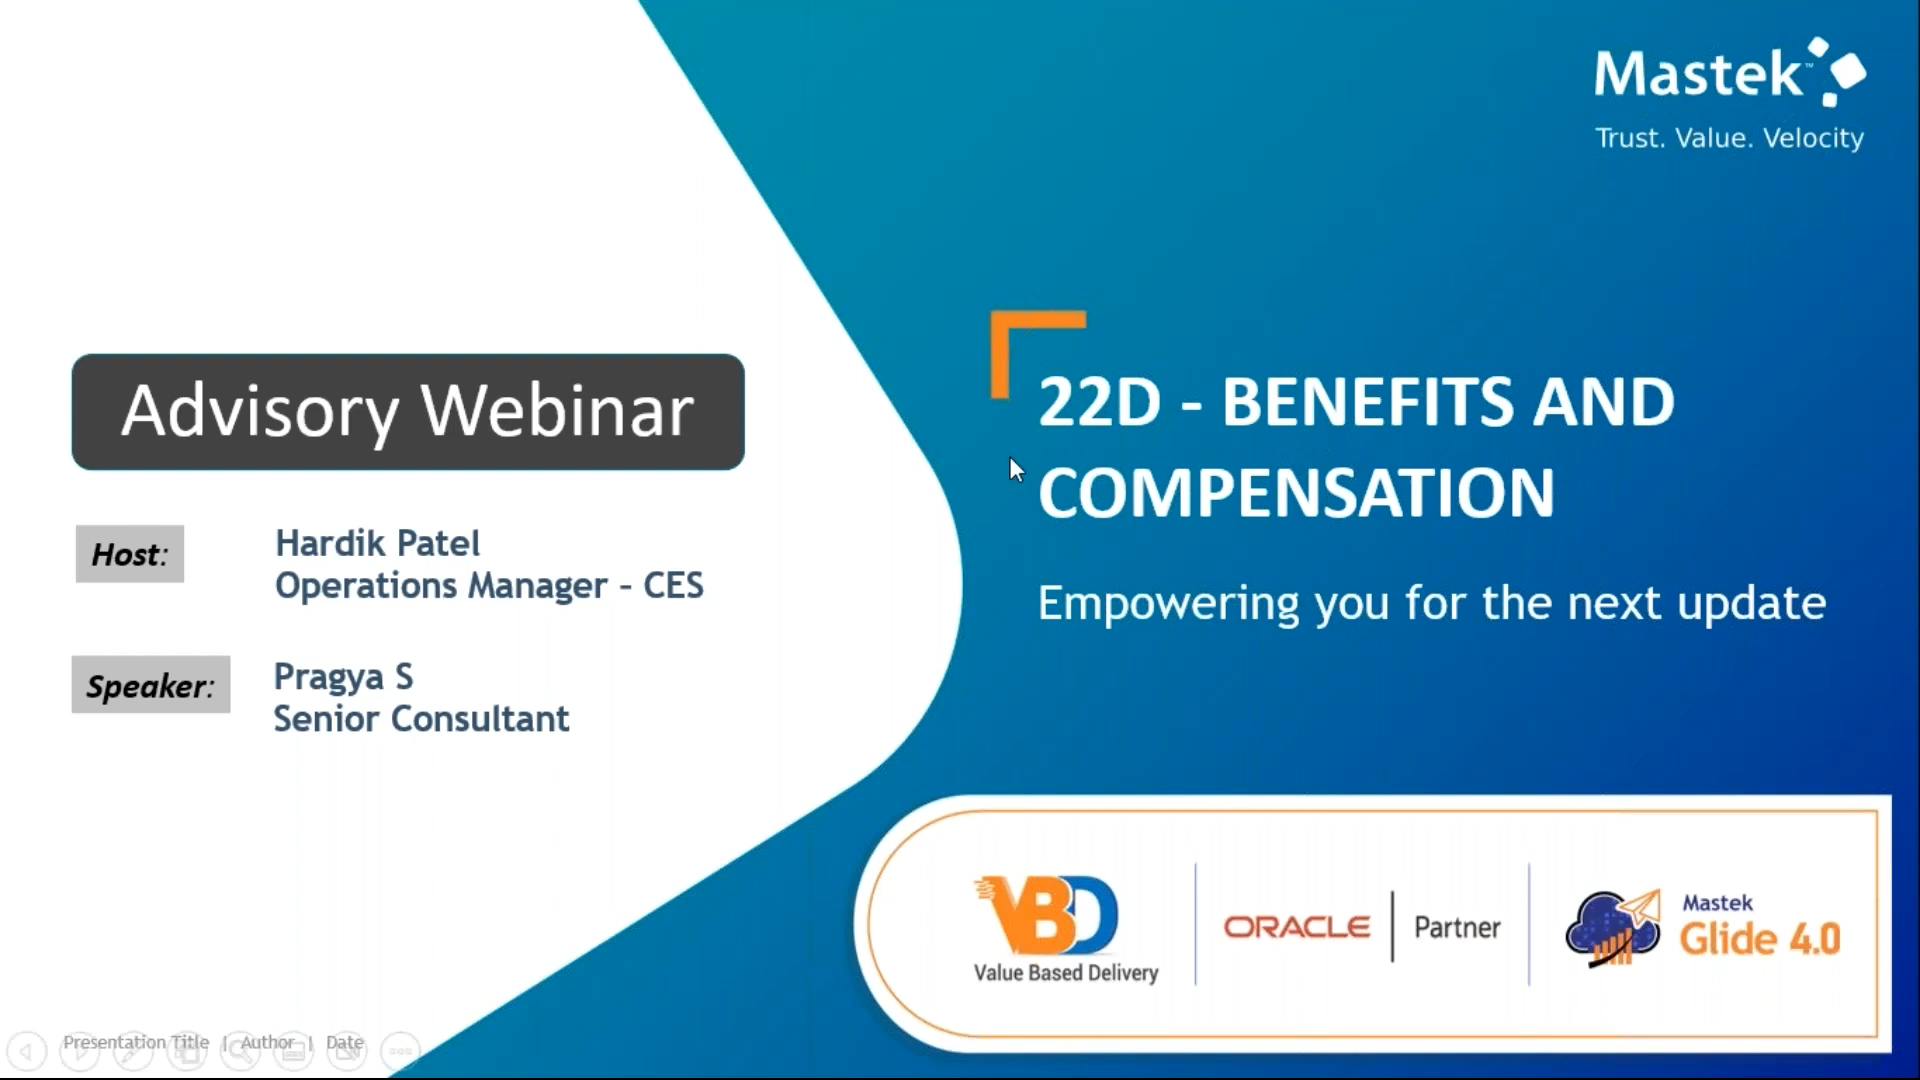 Mastek™
Trust. Value. Velocity
Advisory Webinar
Host:
Hardik Patel
Operations Manager – CES
Speaker:
Pragya S
Senior Consultant
22D - BENEFITS AND
COMPENSATION
Empowering you for the next update
VBD
Value Based Delivery
ORACLE | Partner
Mastek
Glide 4.0
Presentation Title | Author | Date